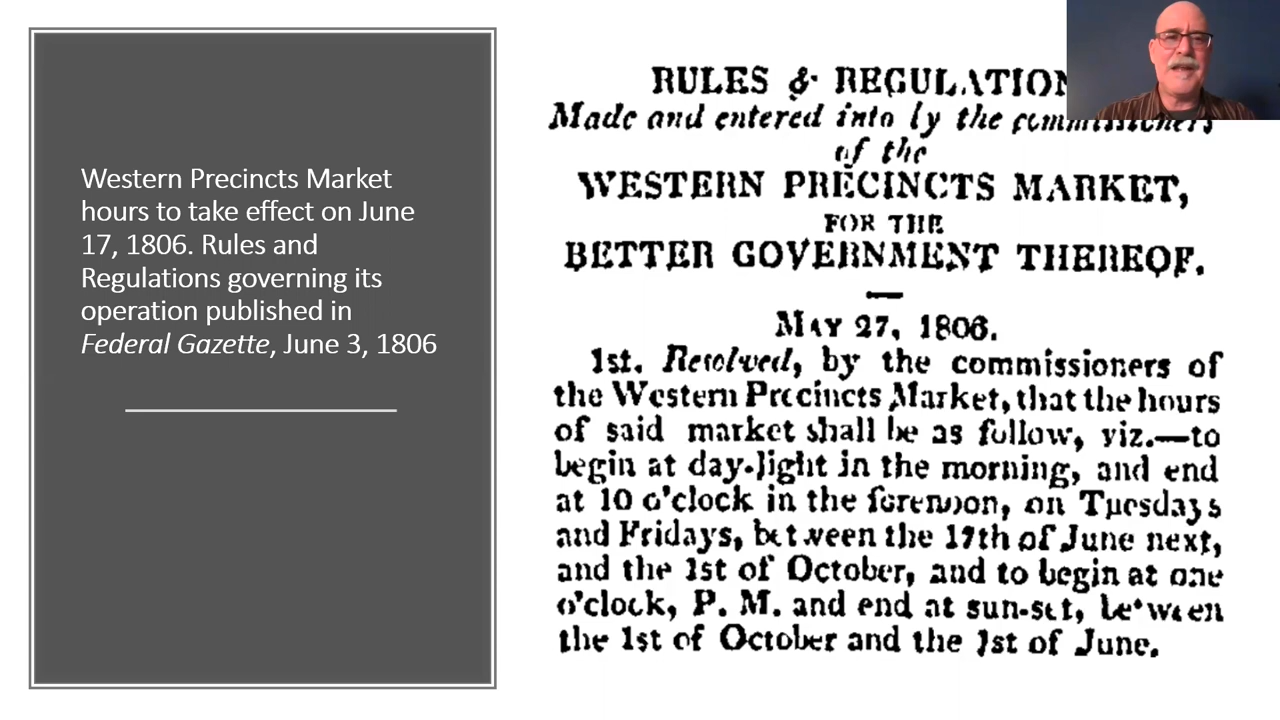 Western Precincts Market
hours to take effect on June
17, 1806. Rules and
Regulations governing its
operation published in
Federal Gazette, June 3, 1806
RULES & REGULATION
Made and entered into by the commissioners
of the
WESTERN PRECINCTS MARKET,
FOR THE
BETTER GOVERNMENT THEREOF.
MAY 27, 1806.
1st. Resolved, by the commissioners of
the Western Precincts Market, that the hours
of said market shall be as follow, viz.—to
begin at day-light in the morning, and end
at 10 o'clock in the forenoon, on Tuesdays
and Fridays, between the 17th of June next,
and the 1st of October, and to begin at one
o'clock, P. M. and end at sun-set, between
the 1st of October and the 1st of June.